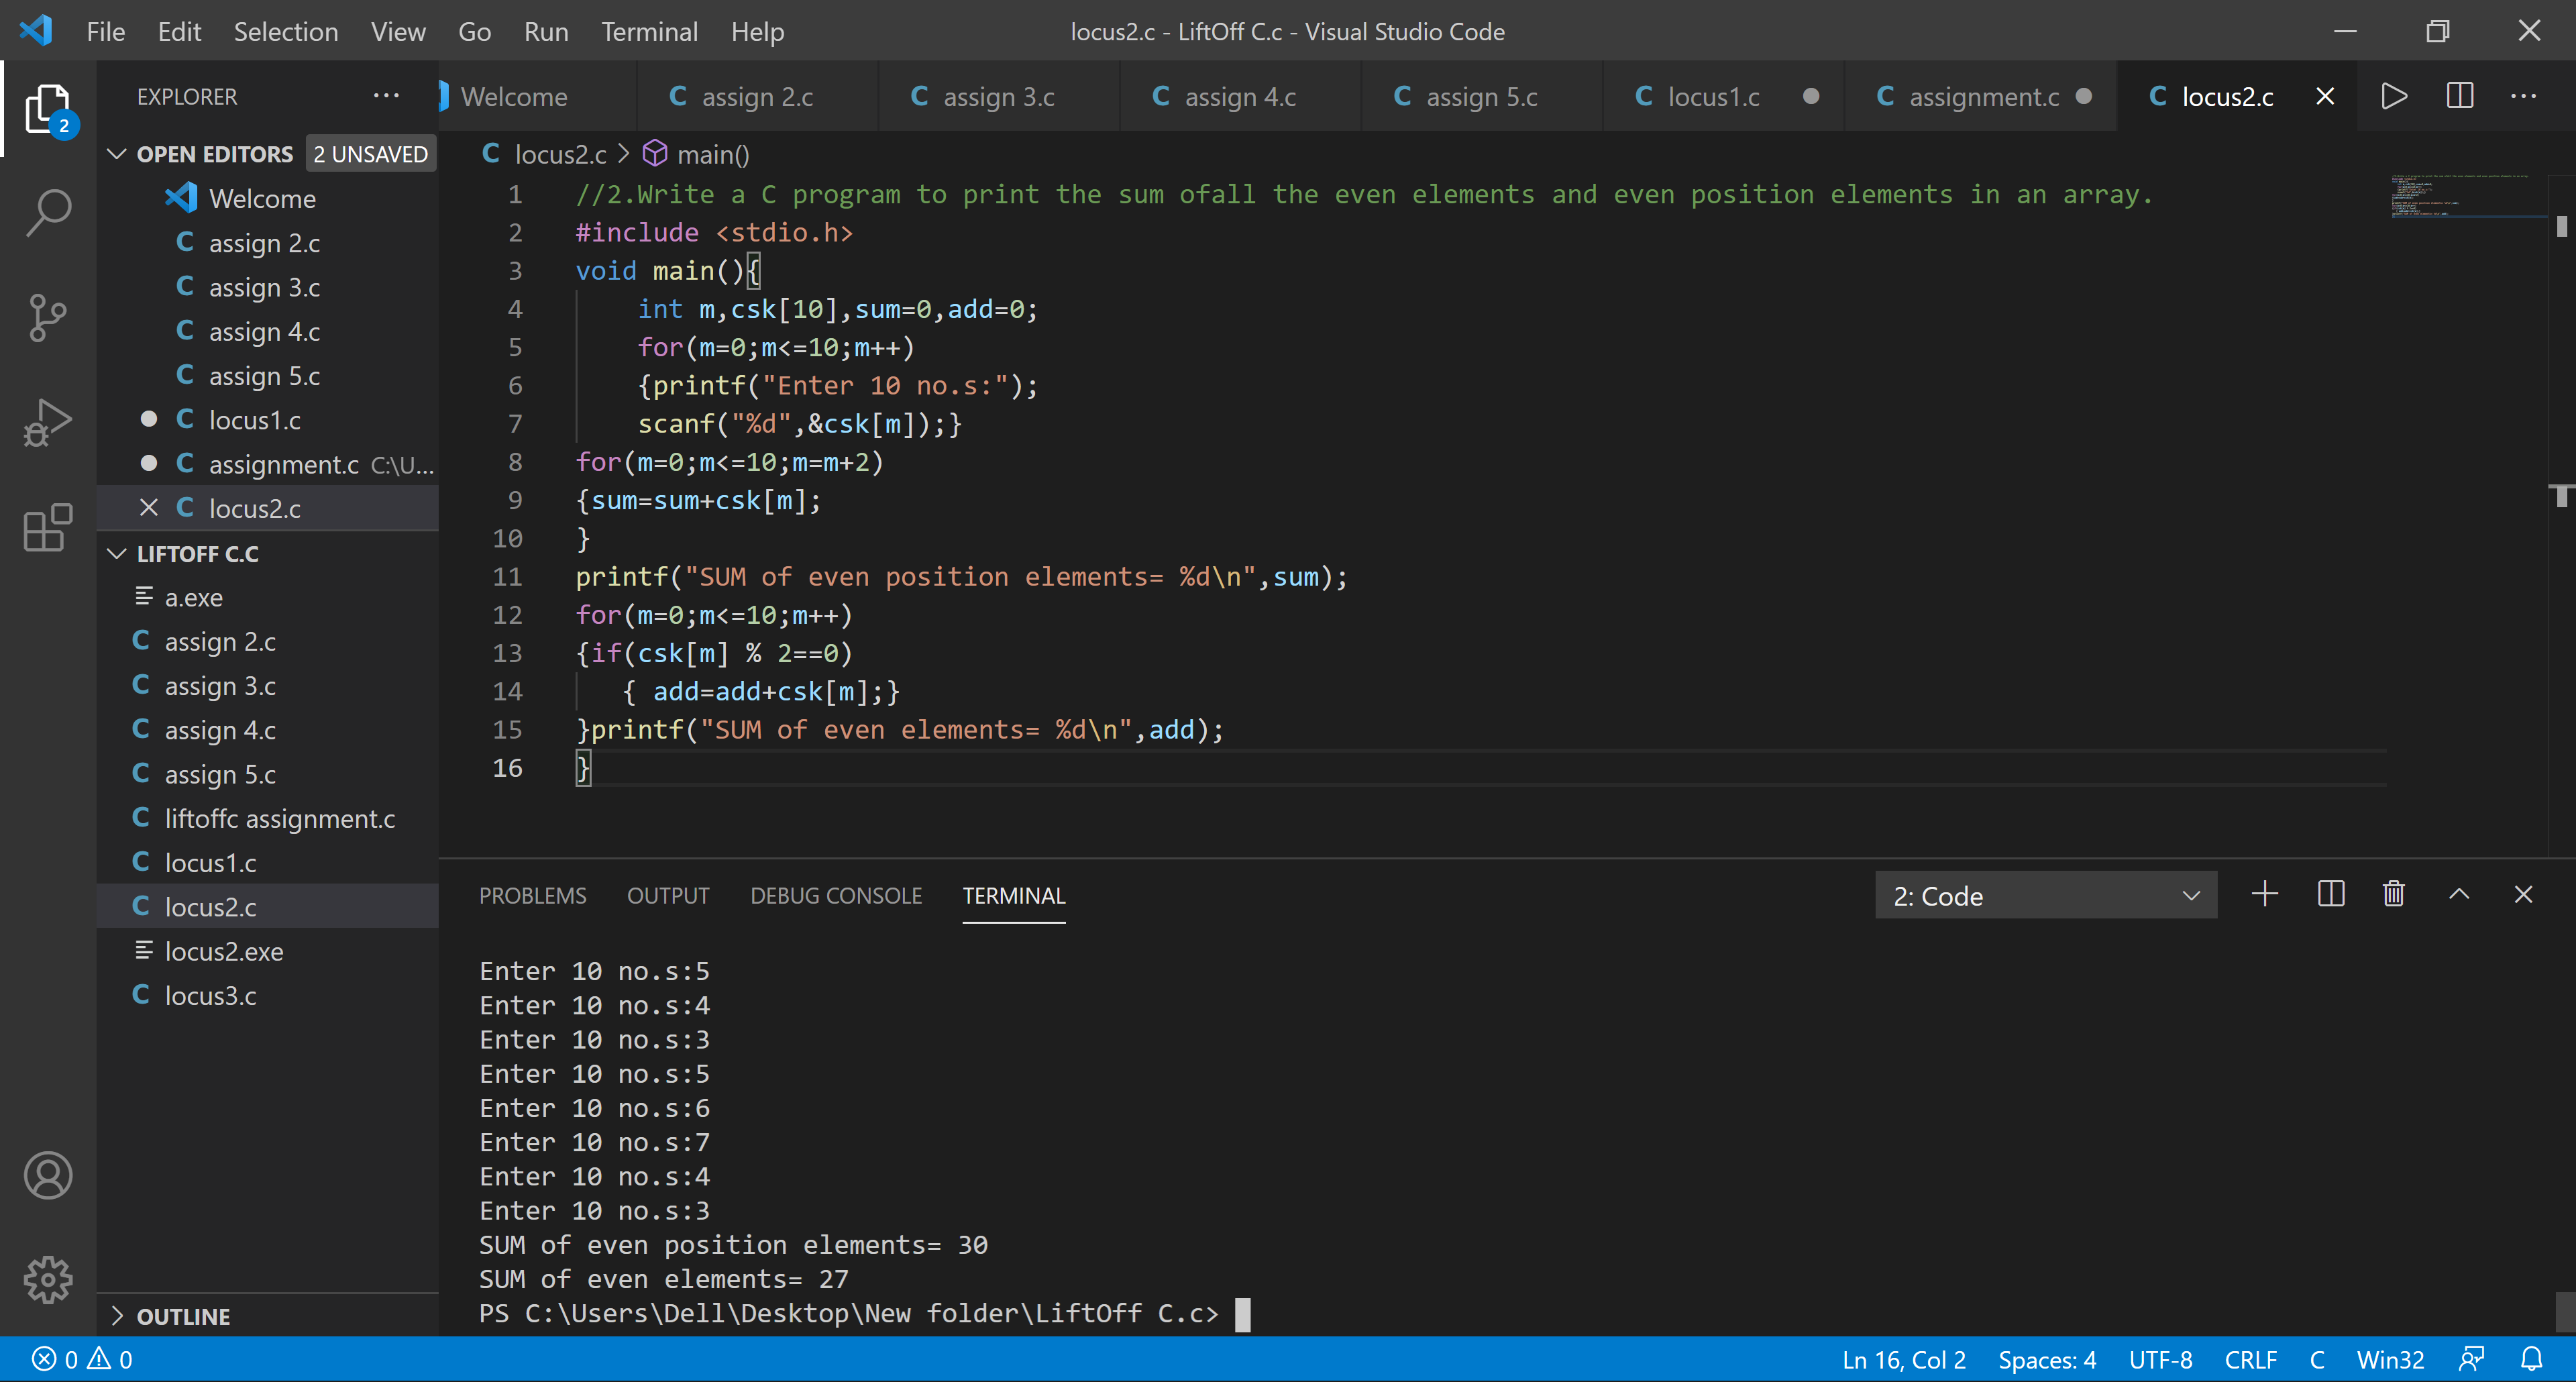 File Edit Selection View Go Run Terminal Help
locus2.c - LiftOff C.c - Visual Studio Code
EXPLORER
2
OPEN EDITORS 2 UNSAVED
Welcome
assign 2.c
assign 3.c
assign 4.c
assign 5.c
locus1.c
assignment.c C:\U...
locus2.c
LIFTOFF C.C
a.exe
assign 2.c
assign 3.c
assign 4.c
assign 5.c
liftoffc assignment.c
locus1.c
locus2.c
locus2.exe
locus3.c
OUTLINE
Welcome C assign 2.c C assign 3.c C assign 4.c C assign 5.c C locus1.c C assignment.c C locus2.c
C locus2.c > main()
1 //2.Write a C program to print the sum ofall the even elements and even position elements in an array.
2 #include <stdio.h>
3 void main(){
4 int m,csk[10],sum=0,add=0;
5 for(m=0;m<=10;m++)
6 {printf("Enter 10 no.s:");
7 scanf("%d",&csk[m]);}
8 for(m=0;m<=10;m=m+2)
9 {sum=sum+csk[m];
10 }
11 printf("SUM of even position elements= %d\n",sum);
12 for(m=0;m<=10;m++)
13 {if(csk[m] % 2==0)
14 { add=add+csk[m];}
15 }printf("SUM of even elements= %d\n",add);
16 }
PROBLEMS OUTPUT DEBUG CONSOLE TERMINAL
2: Code
Enter 10 no.s:5
Enter 10 no.s:4
Enter 10 no.s:3
Enter 10 no.s:5
Enter 10 no.s:6
Enter 10 no.s:7
Enter 10 no.s:4
Enter 10 no.s:3
SUM of even position elements= 30
SUM of even elements= 27
PS C:\Users\Dell\Desktop\New folder\LiftOff C.c>
0 0
Ln 16, Col 2 Spaces: 4 UTF-8 CRLF C Win32